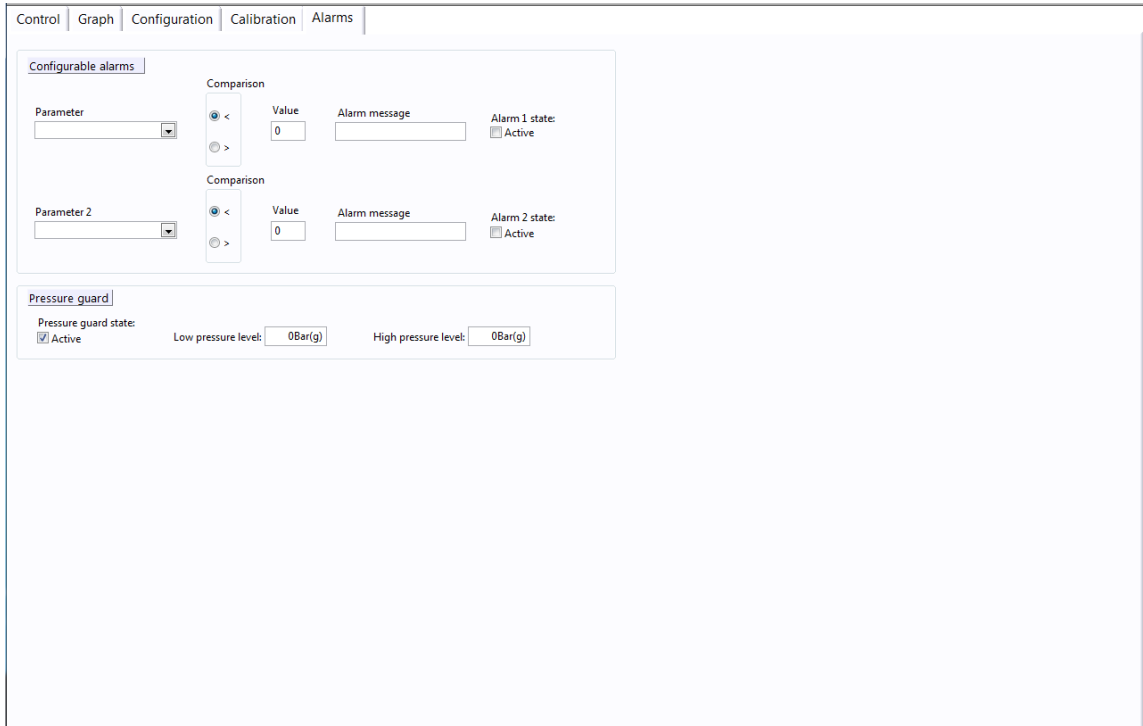 Control Graph Configuration Calibration Alarms
Configurable alarms
Comparison
Parameter
<
>
Value
0
Alarm message
Alarm 1 state:
Active
Comparison
Parameter 2
<
>
Value
0
Alarm message
Alarm 2 state:
Active
Pressure guard
Pressure guard state:
Active
Low pressure level: 0Bar(g)
High pressure level: 0Bar(g)